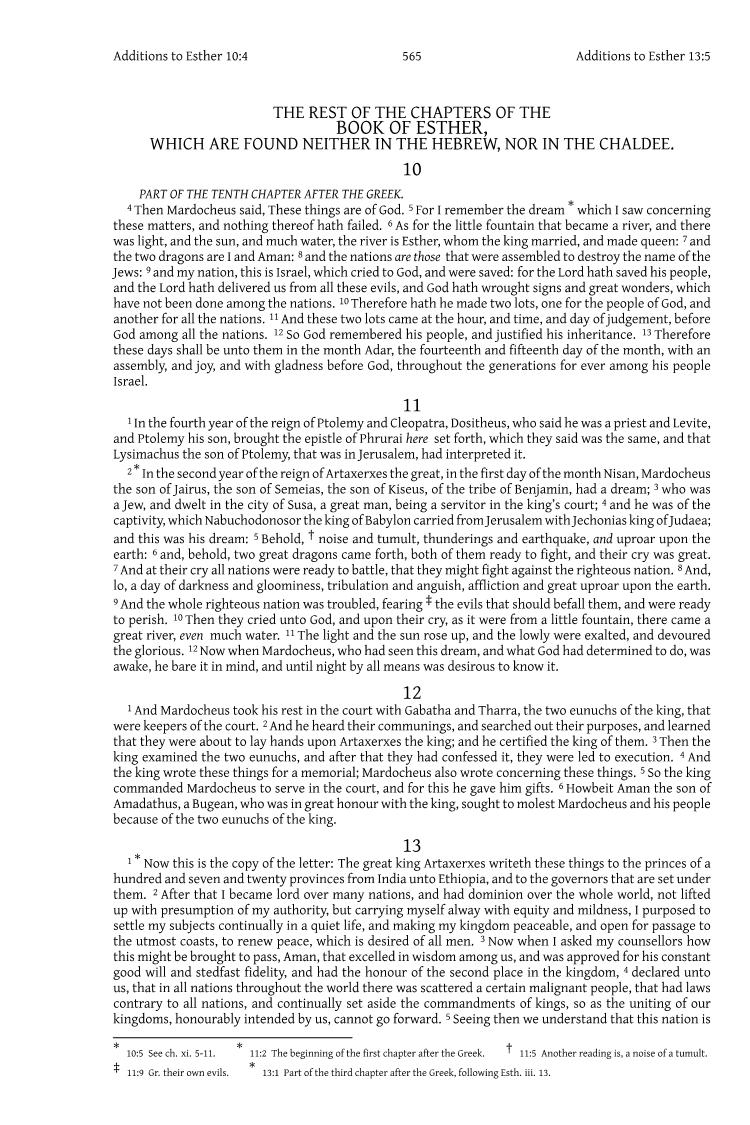 Additions to Esther 10:4 565 Additions to Esther 13:5
THE REST OF THE CHAPTERS OF THE
BOOK OF ESTHER,
WHICH ARE FOUND NEITHER IN THE HEBREW, NOR IN THE CHALDEE.
10
PART OF THE TENTH CHAPTER AFTER THE GREEK.
4 Then Mardocheus said, These things are of God. 5 For I remember the dream * which I saw concerning
these matters, and nothing thereof hath failed. 6 As for the little fountain that became a river, and there
was light, and the sun, and much water, the river is Esther, whom the king married, and made queen: 7 and
the two dragons are I and Aman: 8 and the nations are those that were assembled to destroy the name of the
Jews: 9 and my nation, this is Israel, which cried to God, and were saved: for the Lord hath saved his people,
and the Lord hath delivered us from all these evils, and God hath wrought signs and great wonders, which
have not been done among the nations. 10 Therefore hath he made two lots, one for the people of God, and
another for all the nations. 11 And these two lots came at the hour, and time, and day of judgement, before
God among all the nations. 12 So God remembered his people, and justified his inheritance. 13 Therefore
these days shall be unto them in the month Adar, the fourteenth and fifteenth day of the month, with an
assembly, and joy, and with gladness before God, throughout the generations for ever among his people
Israel.
11
1 In the fourth year of the reign of Ptolemy and Cleopatra, Dositheus, who said he was a priest and Levite,
and Ptolemy his son, brought the epistle of Phrurai here set forth, which they said was the same, and that
Lysimachus the son of Ptolemy, that was in Jerusalem, had interpreted it.
2 * In the second year of the reign of Artaxerxes the great, in the first day of the month Nisan, Mardocheus
the son of Jairus, the son of Semeias, the son of Kiseus, of the tribe of Benjamin, had a dream; 3 who was
a Jew, and dwelt in the city of Susa, a great man, being a servitor in the king's court; 4 and he was of the
captivity, which Nabuchodonosor the king of Babylon carried from Jerusalem with Jechonias king of Judaea;
and this was his dream: 5 Behold, † noise and tumult, thunderings and earthquake, and uproar upon the
earth: 6 and, behold, two great dragons came forth, both of them ready to fight, and their cry was great.
7 And at their cry all nations were ready to battle, that they might fight against the righteous nation. 8 And,
lo, a day of darkness and gloominess, tribulation and anguish, affliction and great uproar upon the earth.
9 And the whole righteous nation was troubled, fearing ‡ the evils that should befall them, and were ready
to perish. 10 Then they cried unto God, and upon their cry, as it were from a little fountain, there came a
great river, even much water. 11 The light and the sun rose up, and the lowly were exalted, and devoured
the glorious. 12 Now when Mardocheus, who had seen this dream, and what God had determined to do, was
awake, he bare it in mind, and until night by all means was desirous to know it.
12
1 And Mardocheus took his rest in the court with Gabatha and Tharra, the two eunuchs of the king, that
were keepers of the court. 2 And he heard their communings, and searched out their purposes, and learned
that they were about to lay hands upon Artaxerxes the king; and he certified the king of them. 3 Then the
king examined the two eunuchs, and after that they had confessed it, they were led to execution. 4 And
the king wrote these things for a memorial; Mardocheus also wrote concerning these things. 5 So the king
commanded Mardocheus to serve in the court, and for this he gave him gifts. 6 Howbeit Aman the son of
Amadathus, a Bugean, who was in great honour with the king, sought to molest Mardocheus and his people
because of the two eunuchs of the king.
13
1 * Now this is the copy of the letter: The great king Artaxerxes writeth these things to the princes of a
hundred and seven and twenty provinces from India unto Ethiopia, and to the governors that are set under
them. 2 After that I became lord over many nations, and had dominion over the whole world, not lifted
up with presumption of my authority, but carrying myself alway with equity and mildness, I purposed to
settle my subjects continually in a quiet life, and making my kingdom peaceable, and open for passage to
the utmost coasts, to renew peace, which is desired of all men. 3 Now when I asked my counsellors how
this might be brought to pass, Aman, that excelled in wisdom among us, and was approved for his constant
good will and stedfast fidelity, and had the honour of the second place in the kingdom, 4 declared unto
us, that in all nations throughout the world there was scattered a certain malignant people, that had laws
contrary to all nations, and continually set aside the commandments of kings, so as the uniting of our
kingdoms, honourably intended by us, cannot go forward. 5 Seeing then we understand that this nation is
* 10:5 See ch. xi. 5-11. * 11:2 The beginning of the first chapter after the Greek. † 11:5 Another reading is, a noise of a tumult.
‡ 11:9 Gr. their own evils. * 13:1 Part of the third chapter after the Greek, following Esth. iii. 13.